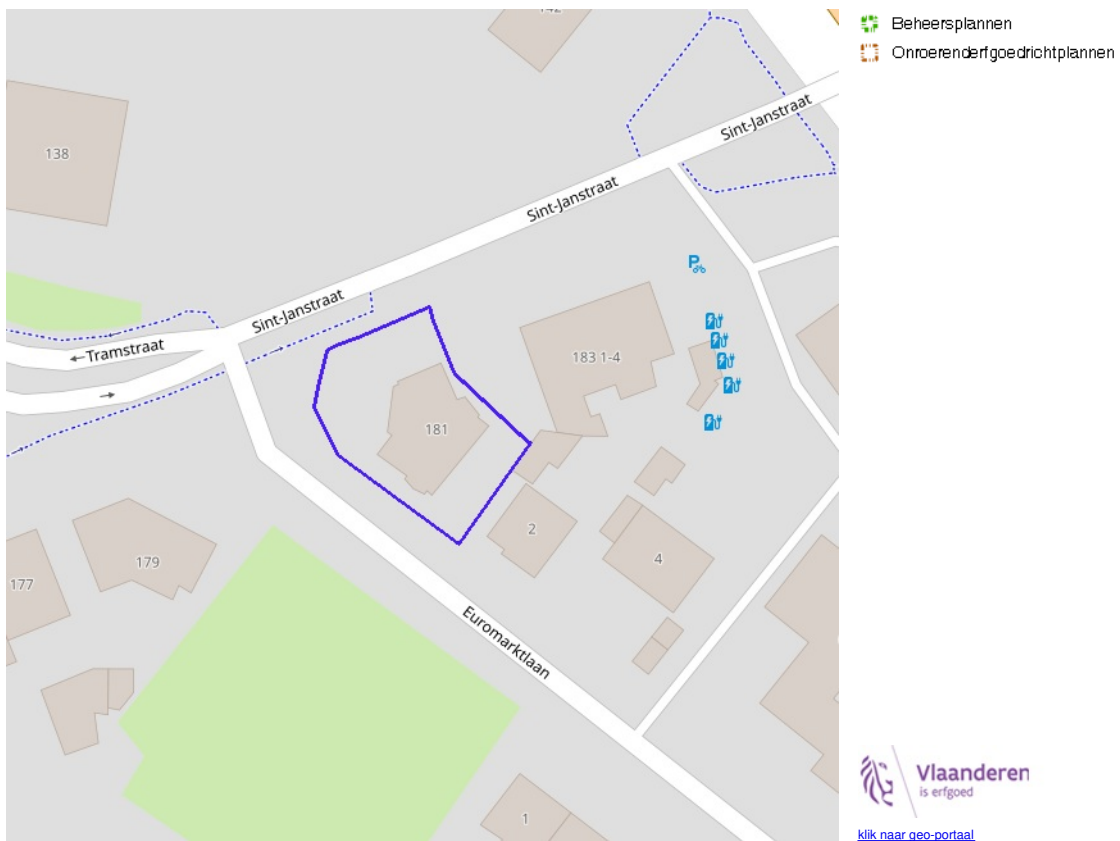 142
138
Sint-Janstraat
Sint-Janstraat
Sint-Janstraat
Tramstraat
P
183 1-4
181
2
4
179
177
Euromarktlaan
1
Beheersplannen
Onroerenderfgoedrichtplannen
Vlaanderen
is erfgoed
klik naar geo-portaal